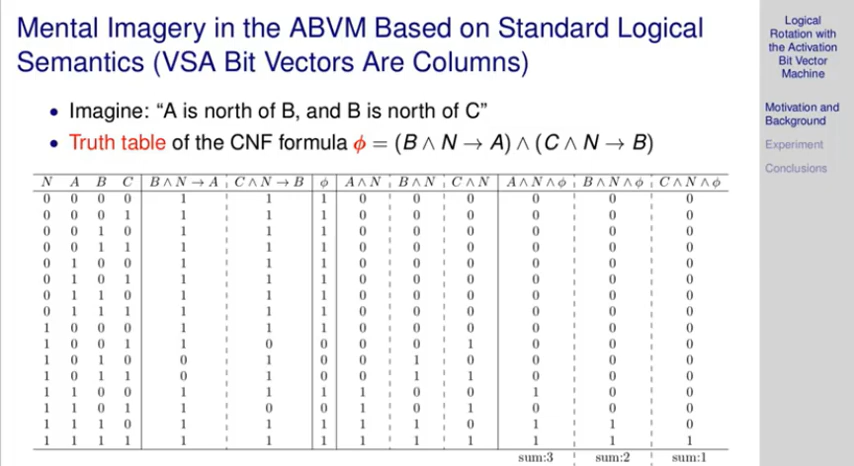 Mental Imagery in the ABVM Based on Standard Logical
Semantics (VSA Bit Vectors Are Columns)
• Imagine: “A is north of B, and B is north of C”
• Truth table of the CNF formula ϕ = (B ∧ N → A) ∧ (C ∧ N → B)
N A B C B ∧ N → A C ∧ N → B ϕ A ∧ N B ∧ N C ∧ N A ∧ N ∧ ϕ B ∧ N ∧ ϕ C ∧ N ∧ ϕ
0 0 0 0 1 1 1 0 0 0 0 0 0
0 0 0 1 1 1 1 0 0 0 0 0 0
0 0 1 0 1 1 1 0 0 0 0 0 0
0 0 1 1 1 1 1 0 0 0 0 0 0
0 1 0 0 1 1 1 0 0 0 0 0 0
0 1 0 1 1 1 1 0 0 0 0 0 0
0 1 1 0 1 1 1 0 0 0 0 0 0
0 1 1 1 1 1 1 0 0 0 0 0 0
1 0 0 0 1 1 1 0 0 0 0 0 0
1 0 0 1 1 0 0 0 0 1 0 0 0
1 0 1 0 0 1 0 0 1 0 0 0 0
1 0 1 1 0 1 0 0 1 1 0 0 0
1 1 0 0 1 1 1 1 0 0 1 0 0
1 1 0 1 1 0 0 1 0 1 0 0 0
1 1 1 0 1 1 1 1 1 0 1 1 0
1 1 1 1 1 1 1 1 1 1 1 1 1
sum:3 sum:2 sum:1
Logical
Rotation with
the Activation
Bit Vector
Machine
Motivation and
Background
Experiment
Conclusions